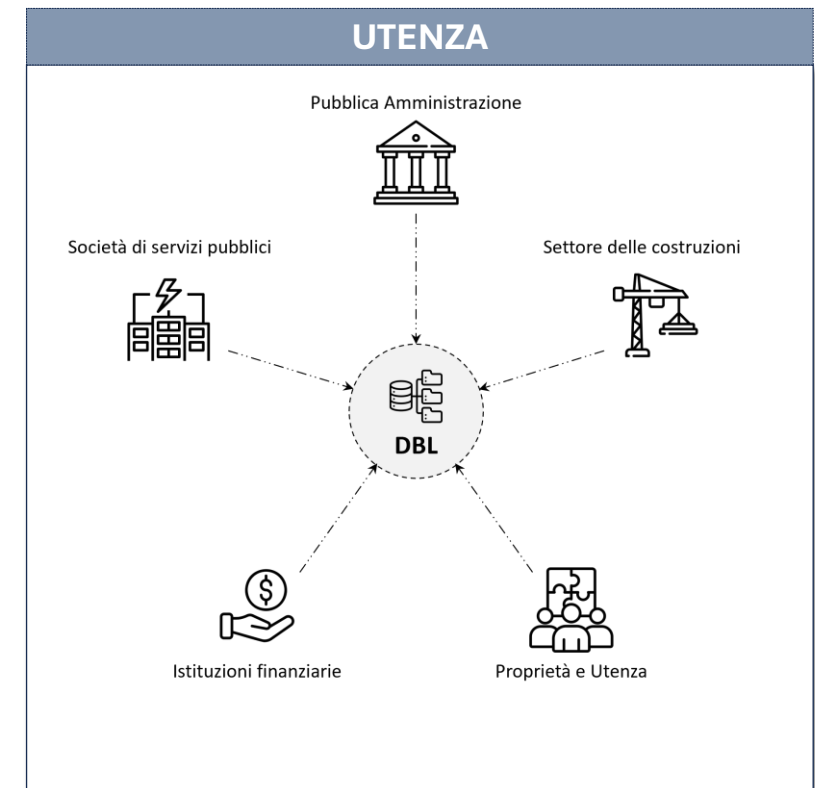 UTENZA
Pubblica Amministrazione
Società di servizi pubblici
Settore delle costruzioni
DBL
Istituzioni finanziarie
Proprietà e Utenza